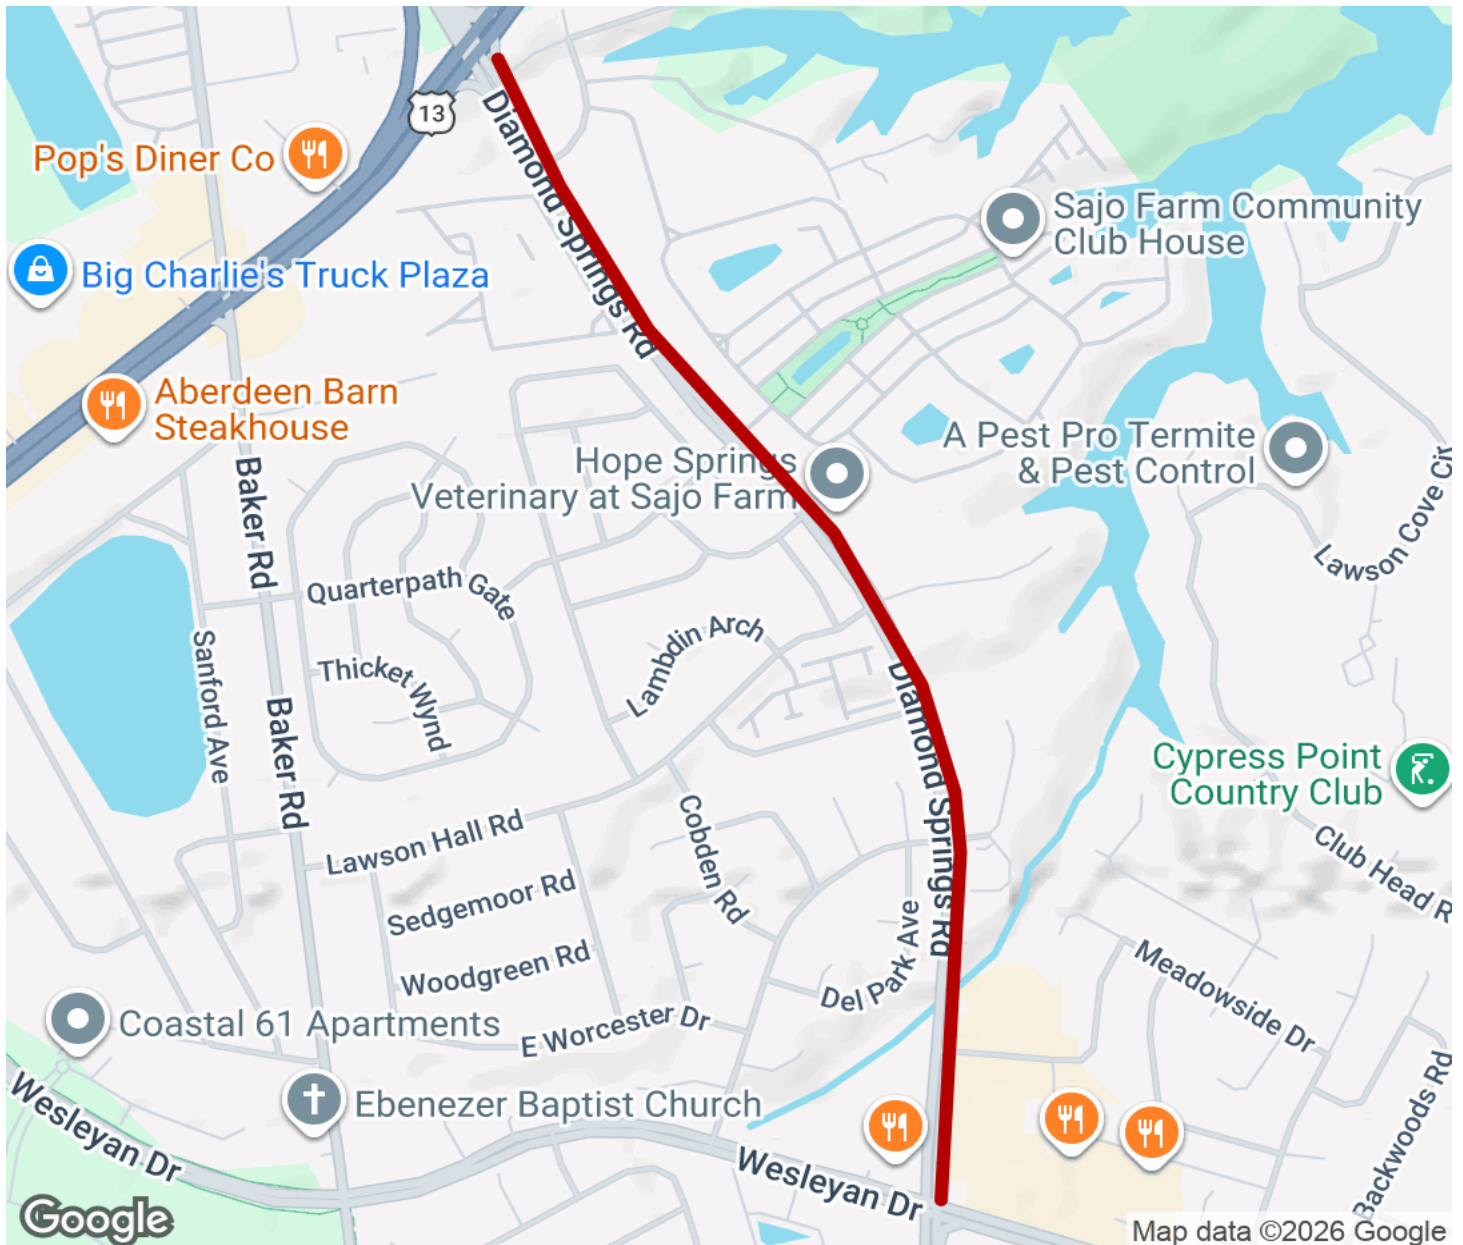 13
Diamond Springs Rd
Pop's Diner Co
Sajo Farm Community
Club House
Big Charlie's Truck Plaza
Aberdeen Barn
Steakhouse
A Pest Pro Termite
& Pest Control
Hope Springs
Veterinary at Sajo Farm
Baker Rd
Lawson Cove Cir
Quarterpath Gate
Lambdin Arch
Sanford Ave
Thicket Wynd
Diamond Springs Rd
Baker Rd
Cypress Point
Country Club
Lawson Hall Rd
Cobden Rd
Club Head R
Sedgemoor Rd
Woodgreen Rd
Del Park Ave
Meadowside Dr
Coastal 61 Apartments
E Worcester Dr
Backwoods Rd
Wesleyan Dr
Ebenezer Baptist Church
Wesleyan Dr
Google
Map data ©2026 Google